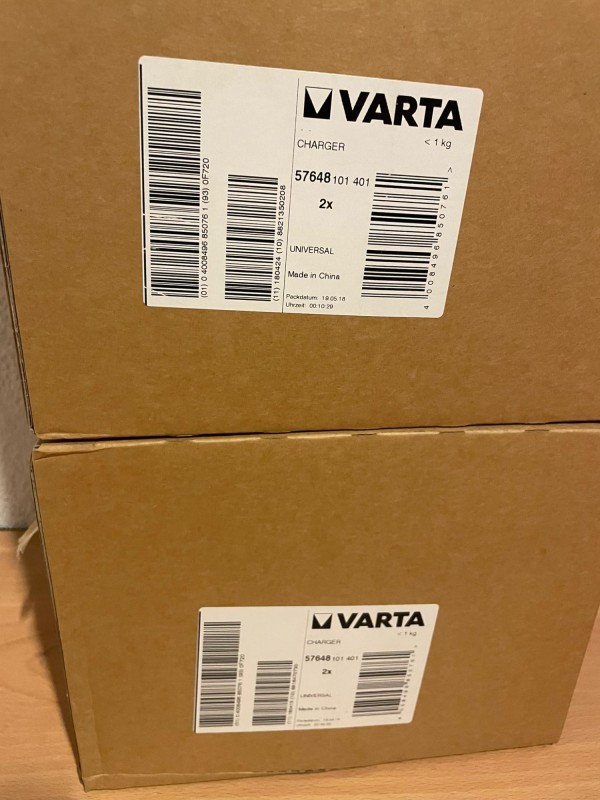 VARTA
CHARGER
< 1 kg
57648 101 401
2x
UNIVERSAL
Made in China
Packdatum: 19.05.18
Uhrzeit: 00:10:29
(01) 0 4008496 85076 1 (93) 0F720
(11) 180424 (10) 8821350208
4 008496 850761 >
VARTA
CHARGER
< 1 kg
57648 101 401
2x
UNIVERSAL
Made in China